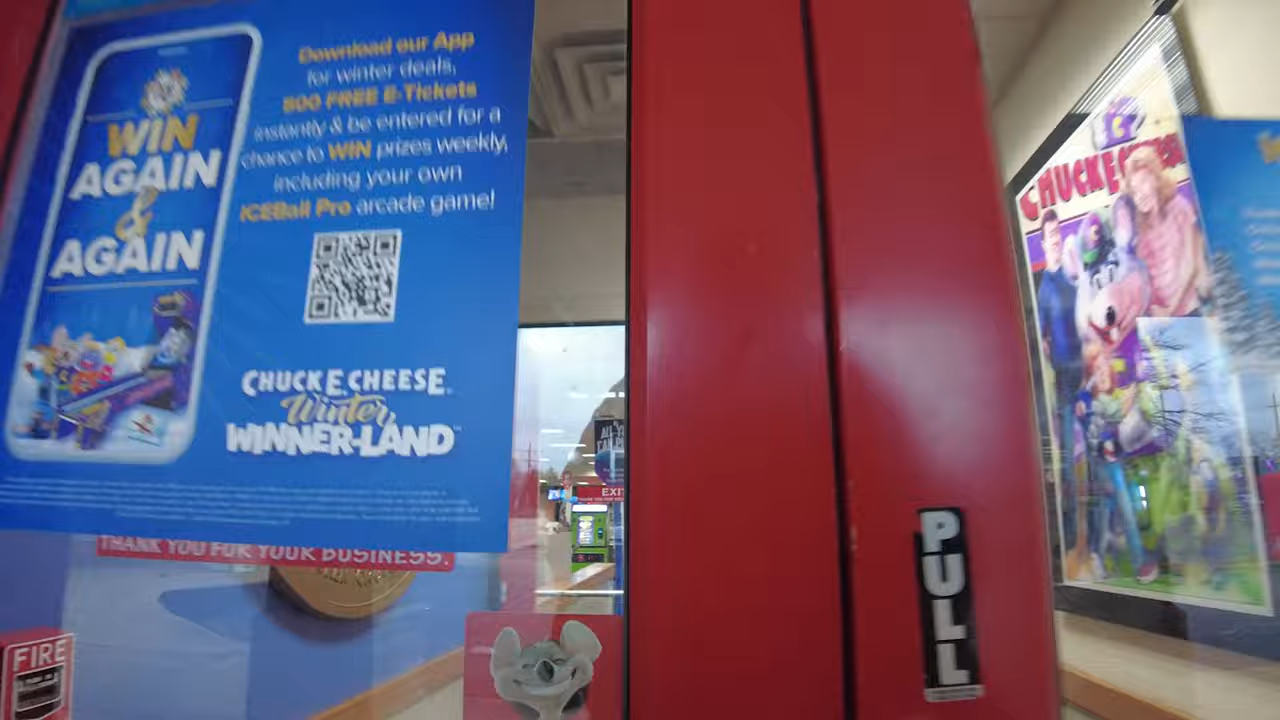 WIN
AGAIN
&
AGAIN
Download our App
for winter deals,
500 FREE E-Tickets
instantly & be entered for a
chance to WIN prizes weekly,
including your own
ICEBall Pro arcade game!
CHUCK E. CHEESE
Winter
WINNER-LAND™
THANK YOU FOR YOUR BUSINESS.
FIRE
EXIT
PULL
CHUCK E. CHEESE